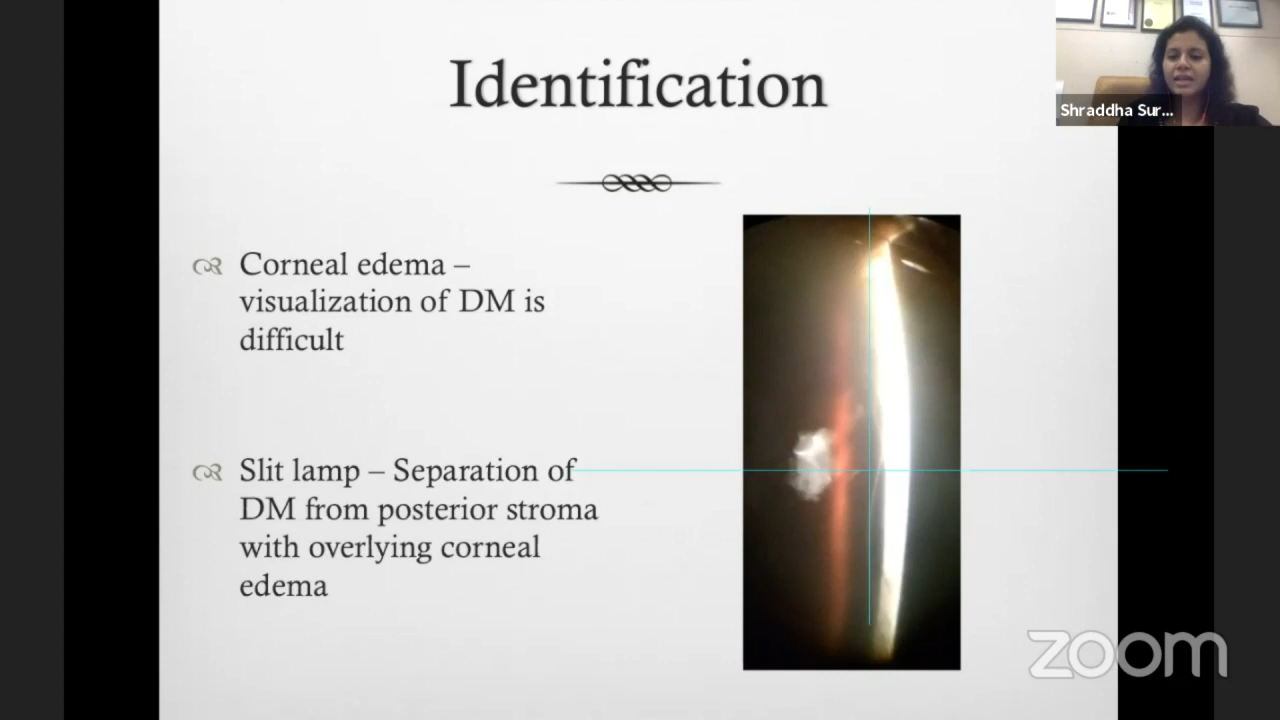 Identification
Shraddha Sur...
Corneal edema –
visualization of DM is
difficult
Slit lamp – Separation of
DM from posterior stroma
with overlying corneal
edema
zoom